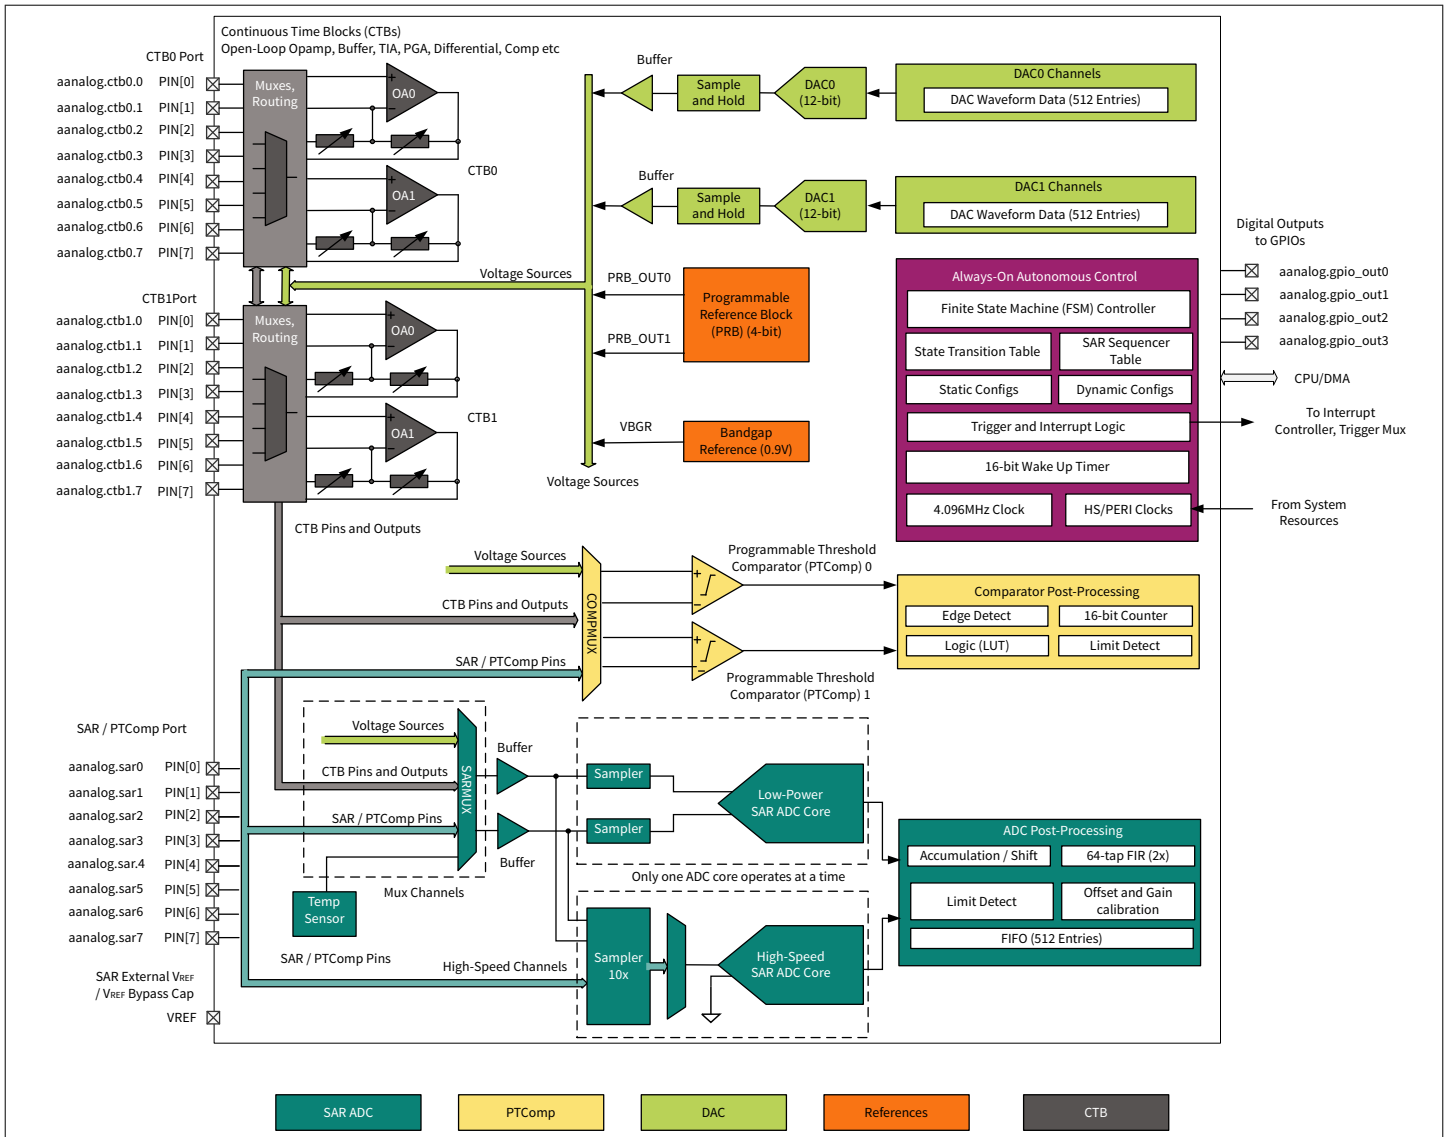 Continuous Time Blocks (CTBs)
Open-Loop Opamp, Buffer, TIA, PGA, Differential, Comp etc
CTB0 Port
aanalog.ctb0.0 PIN[0]
aanalog.ctb0.1 PIN[1]
aanalog.ctb0.2 PIN[2]
aanalog.ctb0.3 PIN[3]
aanalog.ctb0.4 PIN[4]
aanalog.ctb0.5 PIN[5]
aanalog.ctb0.6 PIN[6]
aanalog.ctb0.7 PIN[7]
Muxes,
Routing
OA0
OA1
CTB0
CTB1Port
aanalog.ctb1.0 PIN[0]
aanalog.ctb1.1 PIN[1]
aanalog.ctb1.2 PIN[2]
aanalog.ctb1.3 PIN[3]
aanalog.ctb1.4 PIN[4]
aanalog.ctb1.5 PIN[5]
aanalog.ctb1.6 PIN[6]
aanalog.ctb1.7 PIN[7]
Muxes,
Routing
OA0
OA1
CTB1
Buffer
Sample
and Hold
DAC0
(12-bit)
DAC0 Channels
DAC Waveform Data (512 Entries)
Buffer
Sample
and Hold
DAC1
(12-bit)
DAC1 Channels
DAC Waveform Data (512 Entries)
Voltage Sources
PRB_OUT0
PRB_OUT1
Programmable
Reference Block
(PRB) (4-bit)
VBGR
Bandgap
Reference (0.9V)
Voltage Sources
Always-On Autonomous Control
Finite State Machine (FSM) Controller
State Transition Table
SAR Sequencer
Table
Static Configs
Dynamic Configs
Trigger and Interrupt Logic
16-bit Wake Up Timer
4.096MHz Clock
HS/PERI Clocks
Digital Outputs
to GPIOs
aanalog.gpio_out0
aanalog.gpio_out1
aanalog.gpio_out2
aanalog.gpio_out3
CPU/DMA
To Interrupt
Controller, Trigger Mux
From System
Resources
CTB Pins and Outputs
Voltage Sources
CTB Pins and Outputs
SAR / PTComp Pins
COMPMUX
Programmable Threshold
Comparator (PTComp) 0
Programmable Threshold
Comparator (PTComp) 1
Comparator Post-Processing
Edge Detect
16-bit Counter
Logic (LUT)
Limit Detect
SAR / PTComp Port
aanalog.sar0 PIN[0]
aanalog.sar1 PIN[1]
aanalog.sar2 PIN[2]
aanalog.sar3 PIN[3]
aanalog.sar.4 PIN[4]
aanalog.sar5 PIN[5]
aanalog.sar6 PIN[6]
aanalog.sar7 PIN[7]
SAR External VREF
/ VREF Bypass Cap
VREF
Voltage Sources
CTB Pins and Outputs
SAR / PTComp Pins
SARMUX
Mux Channels
Temp
Sensor
SAR / PTComp Pins
High-Speed Channels
Buffer
Buffer
Sampler
Sampler
Low-Power
SAR ADC Core
Only one ADC core operates at a time
Sampler
10x
High-Speed
SAR ADC Core
ADC Post-Processing
Accumulation / Shift
64-tap FIR (2x)
Limit Detect
Offset and Gain
calibration
FIFO (512 Entries)
SAR ADC
PTComp
DAC
References
CTB